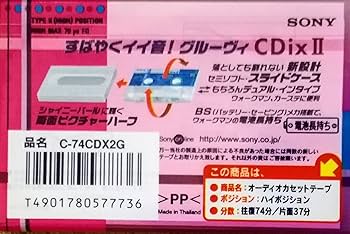 TYPE II (HIGH) POSITION
HIGH BIAS 70 μs EQ
SONY
すばやくイイ音！グルーヴィ CDixⅡ
落としても割れない 新設計
セミソフト・スライドケース
もちろんデュアル・インタイプ
ウォークマン、カーステに便利
シャイニーパールに輝く
両面ピクチャーハーフ
BS(バッテリー・セービング)メカ搭載で、
ウォークマンの電池長持ち
電池長持ち
http://www.sony.co.jp/
品名 C-74CDX2G
T4901780577736
>PP<
Made in Thailand
この商品は、
商品名：オーディオカセットテープ
ポジション：ハイポジション
分数：往復74分／片面37分